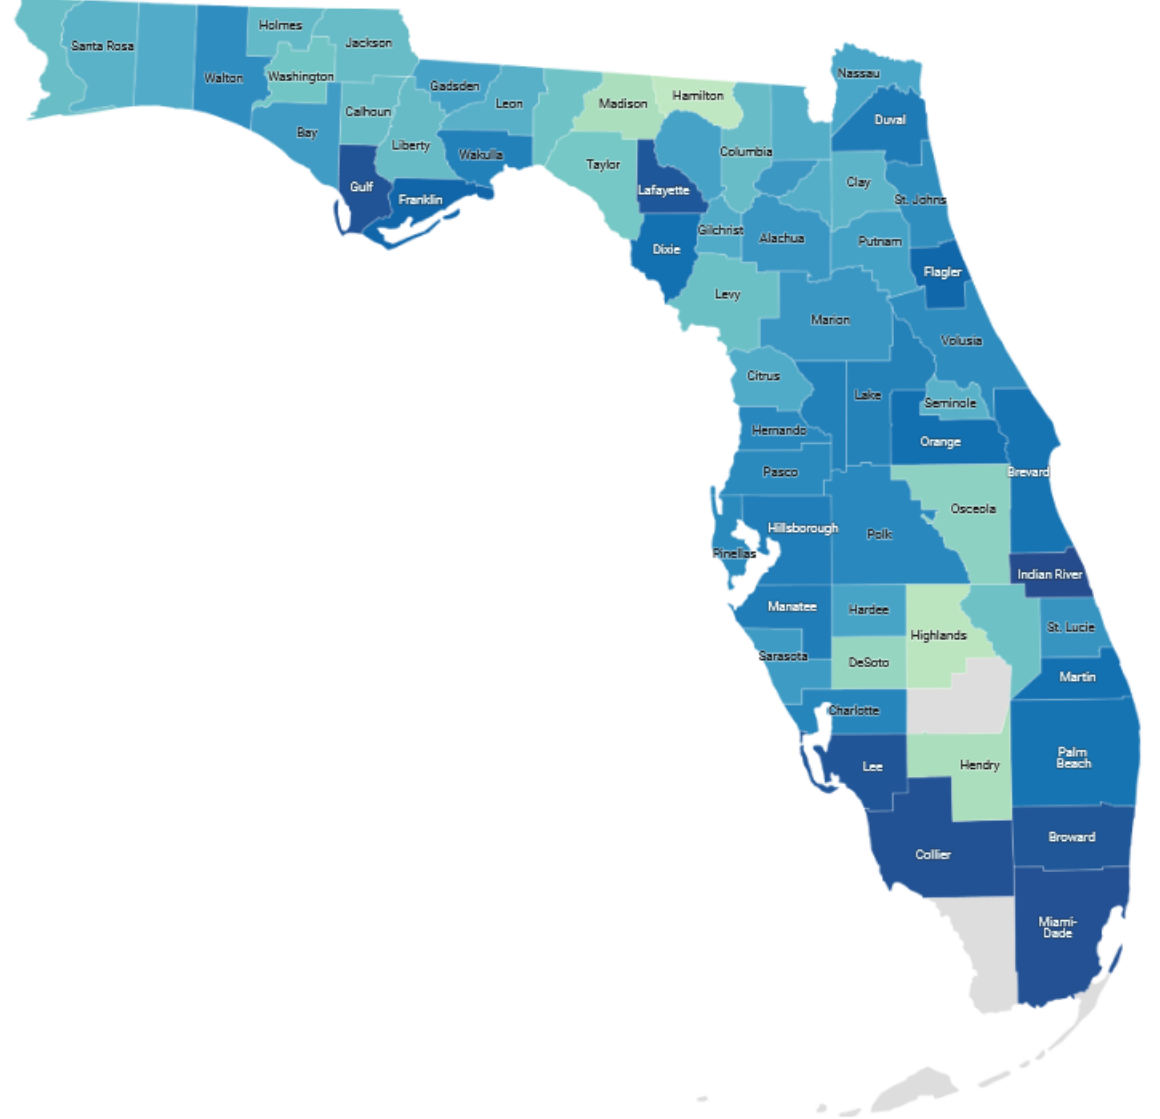 Holmes
Santa Rosa
Jackson
Walton
Washington
Nassau
Gadsden
Leon
Madison
Hamilton
Calhoun
Duval
Bay
Liberty
Wakulla
Columbia
Taylor
Gulf
Franklin
Lafayette
Clay
St. Johns
Gilchrist
Alachua
Putnam
Dixie
Flagler
Levy
Marion
Volusia
Citrus
Lake
Seminole
Hernando
Orange
Pasco
Brevard
Osceola
Hillsborough
Polk
Pinellas
Indian River
Manatee
Hardee
Highlands
St. Lucie
Sarasota
DeSoto
Martin
Charlotte
Lee
Hendry
Palm
Beach
Broward
Collier
Miami-
Dade